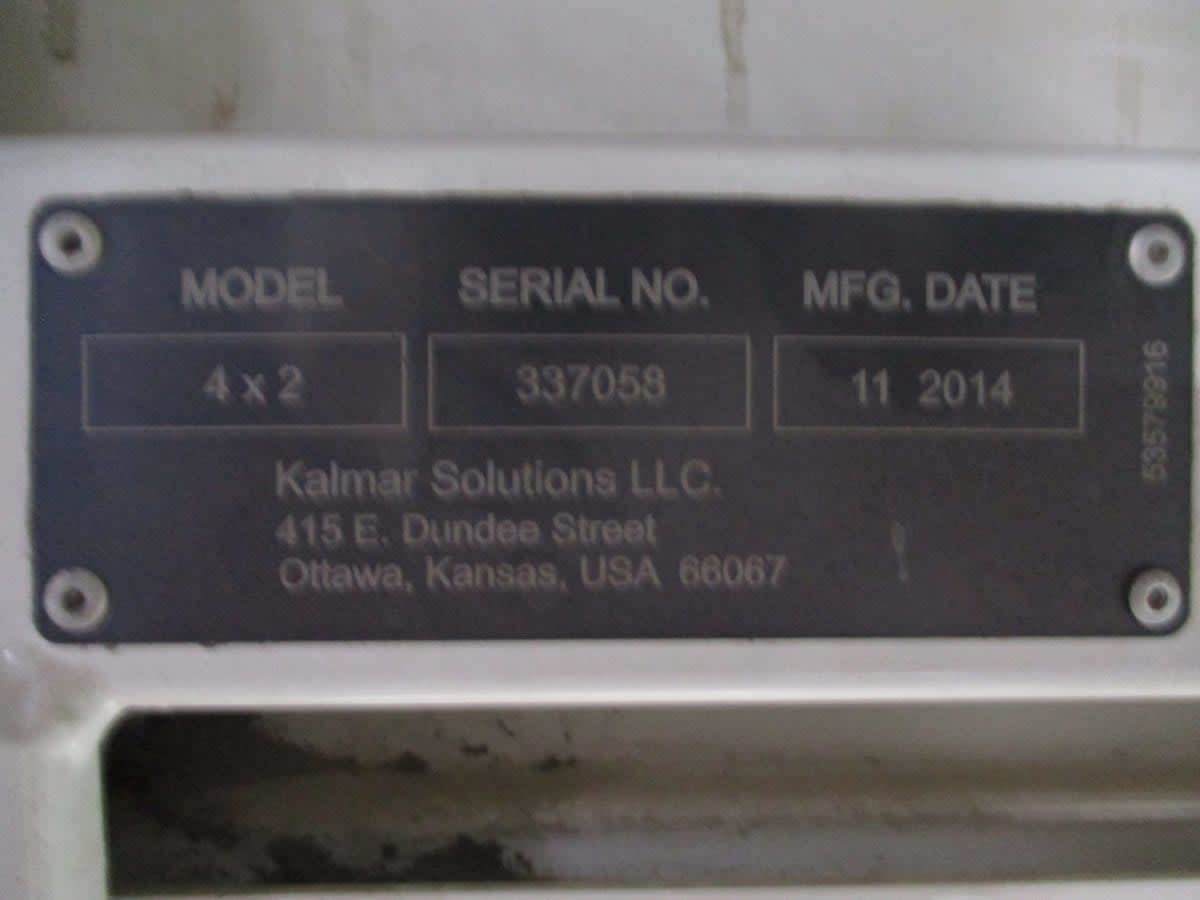 MODEL SERIAL NO. MFG. DATE
4 x 2 337058 11 2014
Kalmar Solutions LLC.
415 E. Dundee Street
Ottawa, Kansas, USA 66067
53579916